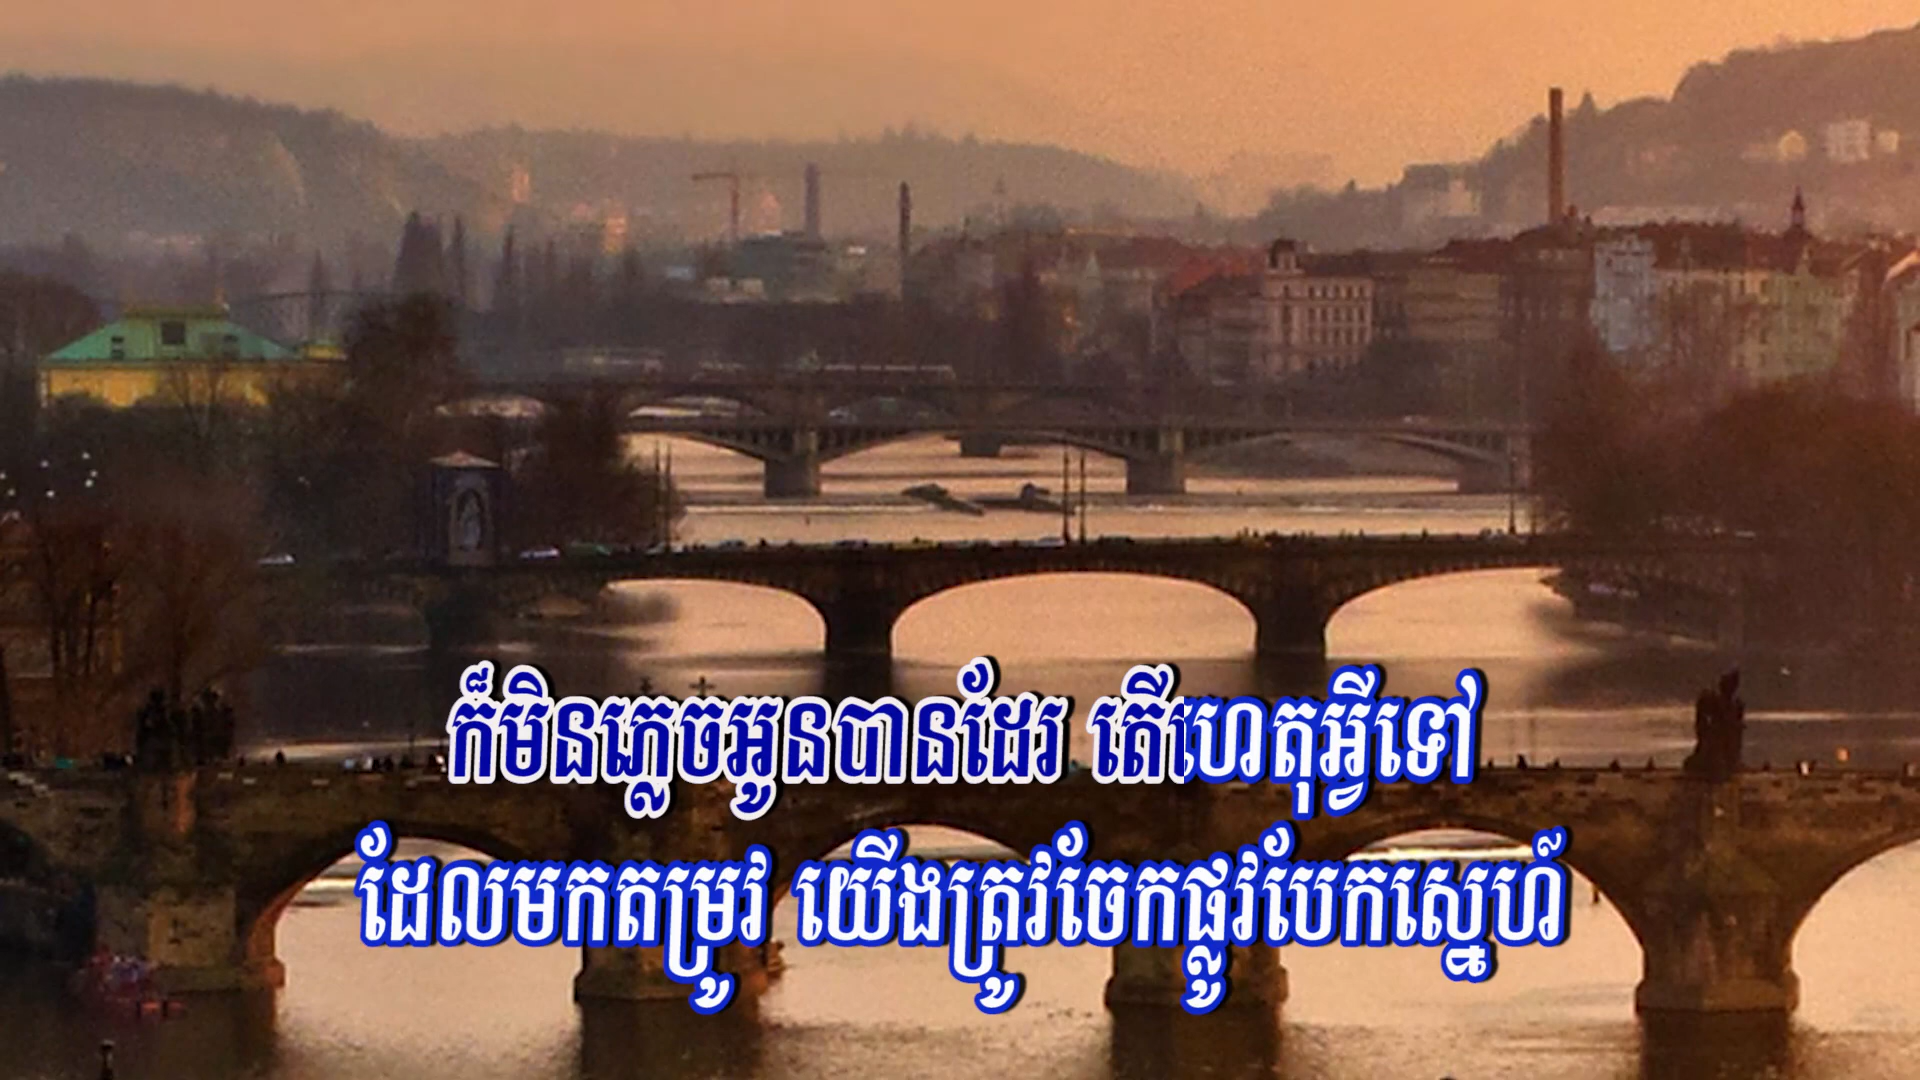 ក៏មិនភ្លេចអូនបានដែរ តើហេតុអ្វីទៅ
ដែលមកតម្រូវ យើងត្រូវចែកផ្លូវបែកស្នេហ៍